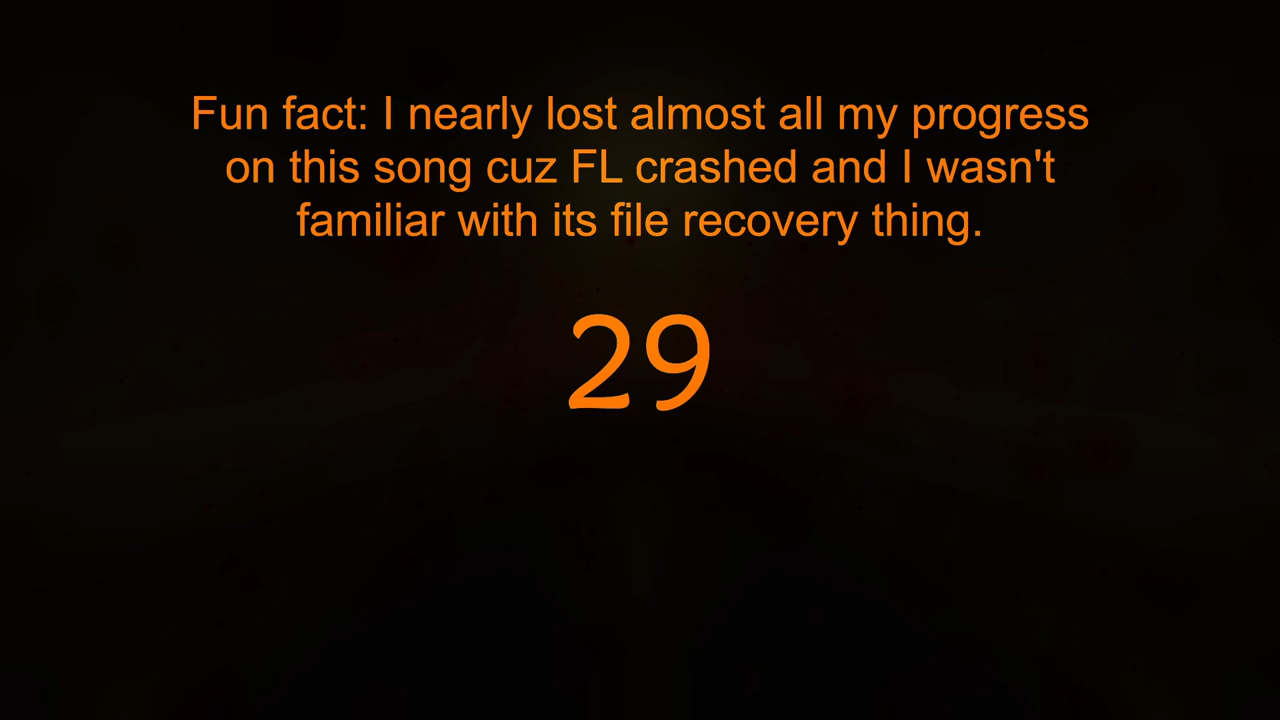 Fun fact: I nearly lost almost all my progress
on this song cuz FL crashed and I wasn't
familiar with its file recovery thing.
29